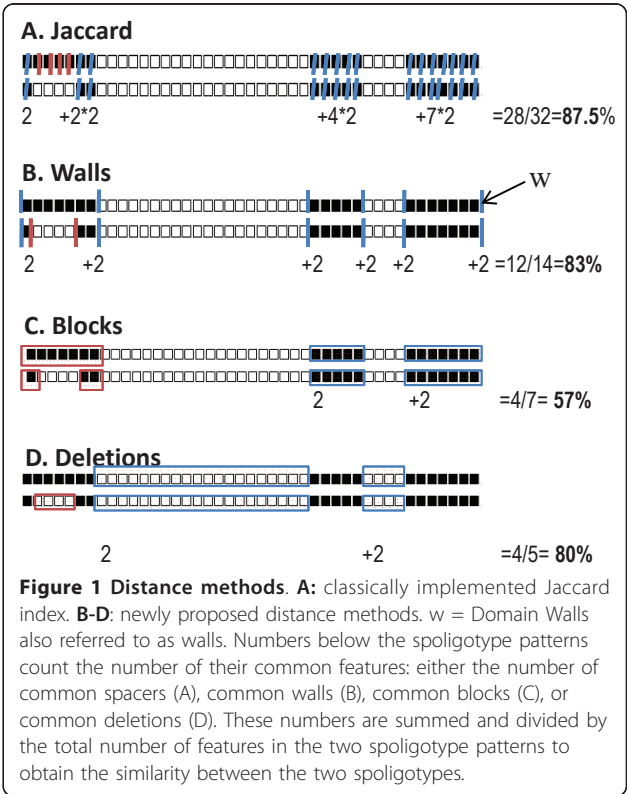 A. Jaccard
2 +2*2 +4*2 +7*2 =28/32=87.5%
B. Walls
W
2 +2 +2 +2 +2 +2 =12/14=83%
C. Blocks
2 +2 =4/7= 57%
D. Deletions
2 +2 =4/5= 80%
Figure 1 Distance methods. A: classically implemented Jaccard
index. B-D: newly proposed distance methods. w = Domain Walls
also referred to as walls. Numbers below the spoligotype patterns
count the number of their common features: either the number of
common spacers (A), common walls (B), common blocks (C), or
common deletions (D). These numbers are summed and divided by
the total number of features in the two spoligotype patterns to
obtain the similarity between the two spoligotypes.